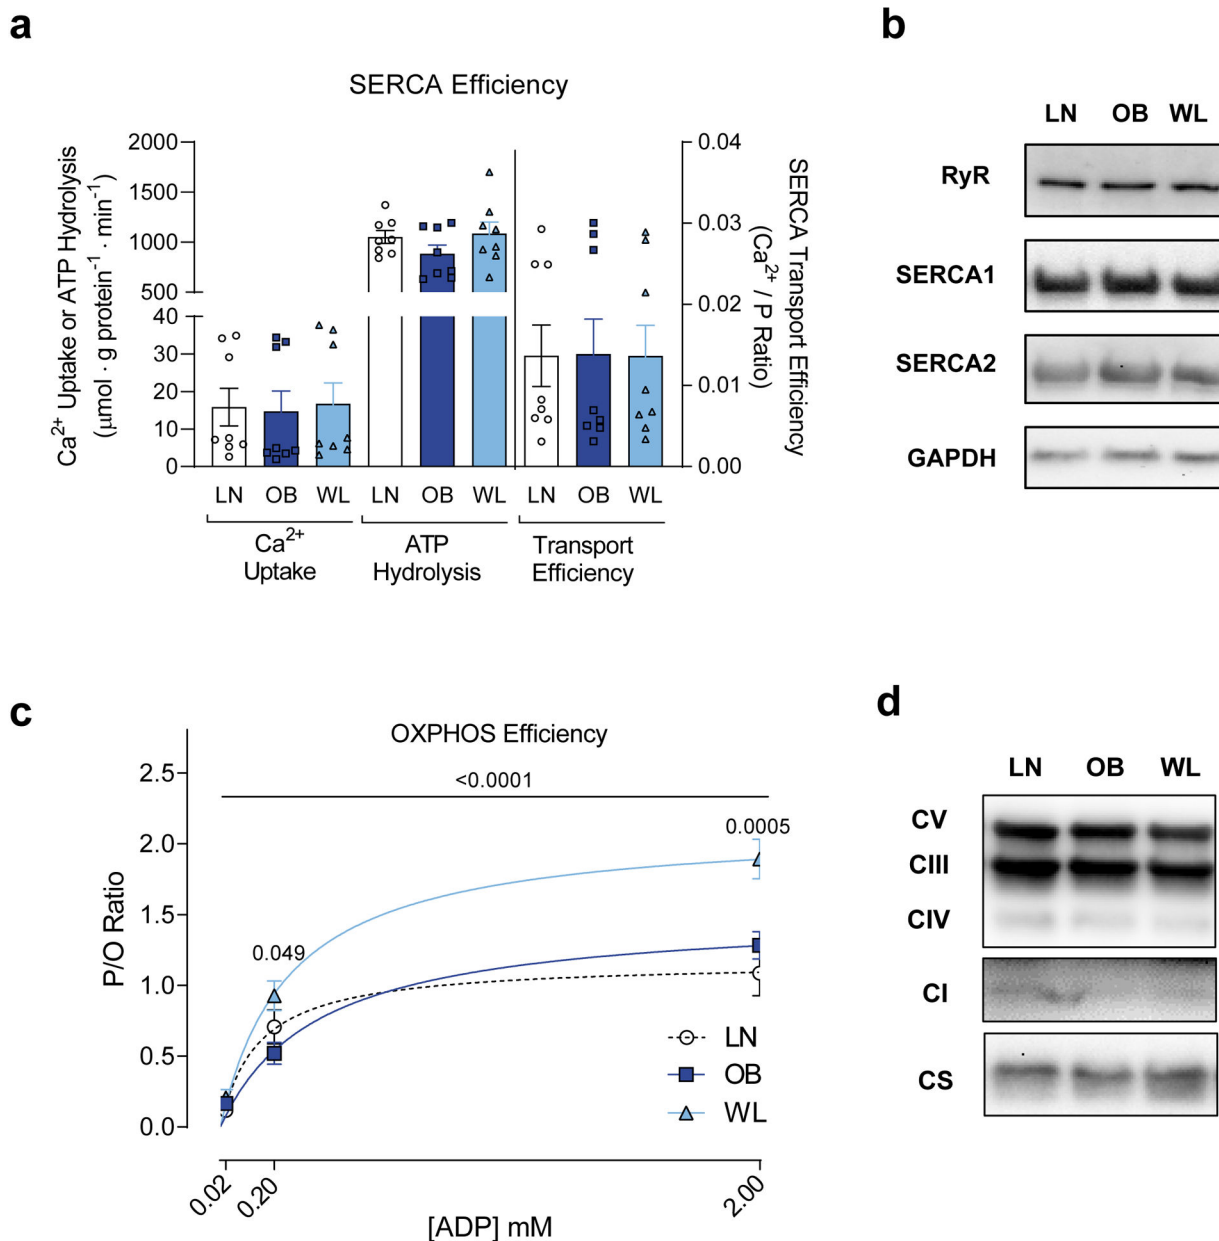 a
SERCA Efficiency
Ca2+ Uptake or ATP Hydrolysis
(μmol · g protein-1 · min-1)
2000
1500
1000
500
40
30
20
10
0
0.04
0.03
0.02
0.01
0.00
SERCA Transport Efficiency
(Ca2+ / P Ratio)
LN OB WL LN OB WL LN OB WL
Ca2+
Uptake
ATP
Hydrolysis
Transport
Efficiency
b
LN OB WL
RyR
SERCA1
SERCA2
GAPDH
c
OXPHOS Efficiency
<0.0001
0.0005
0.049
P/O Ratio
2.5
2.0
1.5
1.0
0.5
0.0
LN
OB
WL
0.02 0.20 2.00
[ADP] mM
d
LN OB WL
CV
CIII
CIV
CI
CS